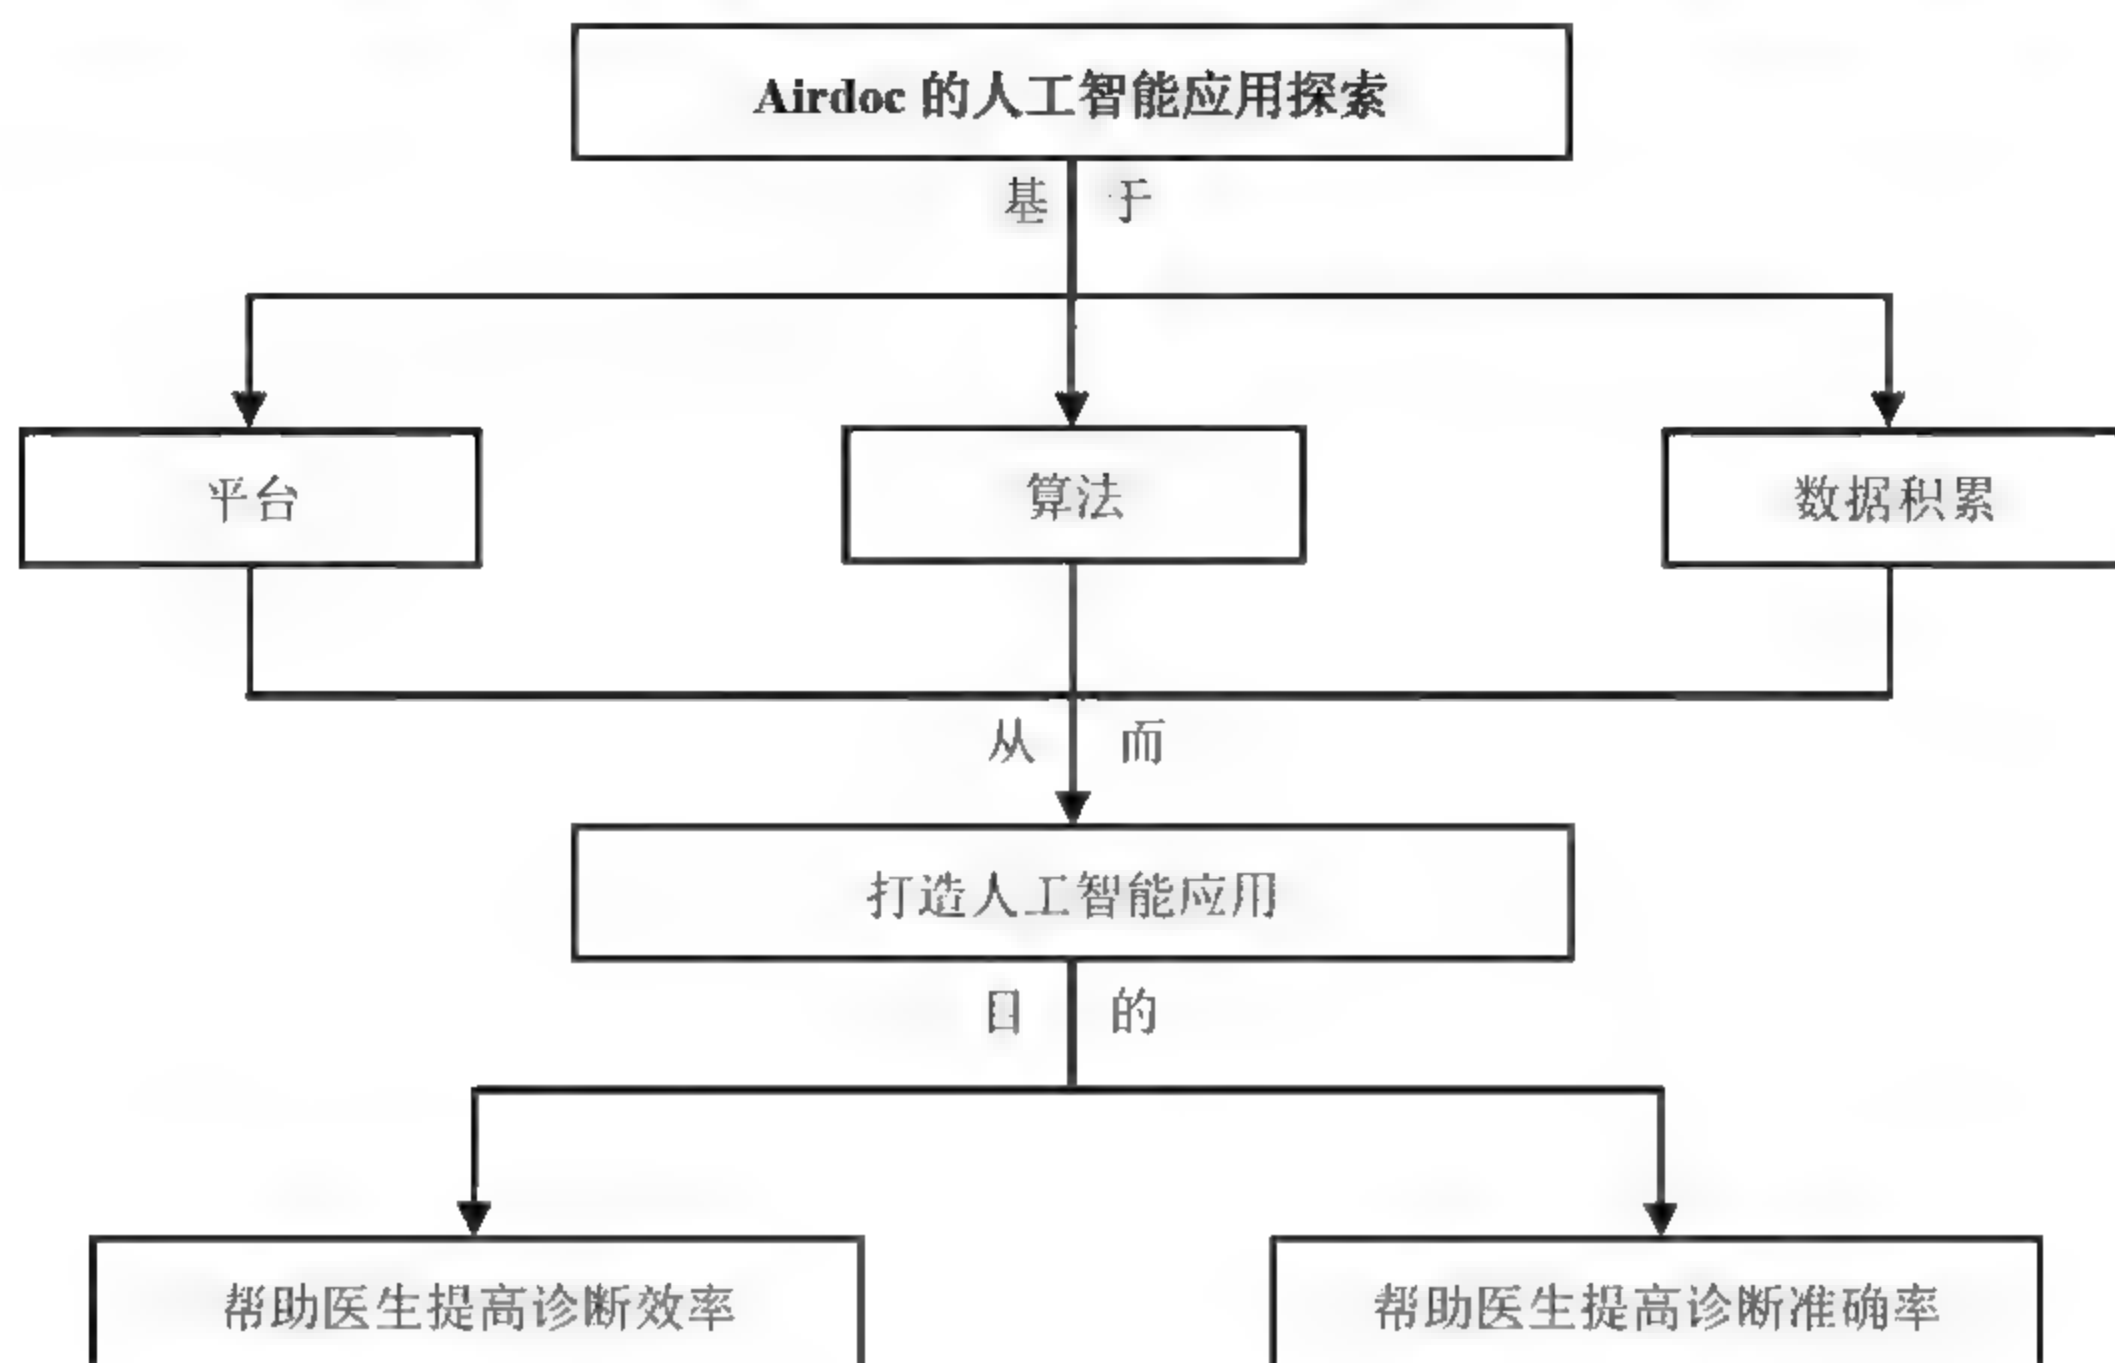 Airdoc 的人工智能应用探索
基 于
平台
算法
数据积累
从 而
打造人工智能应用
目 的
帮助医生提高诊断效率
帮助医生提高诊断准确率